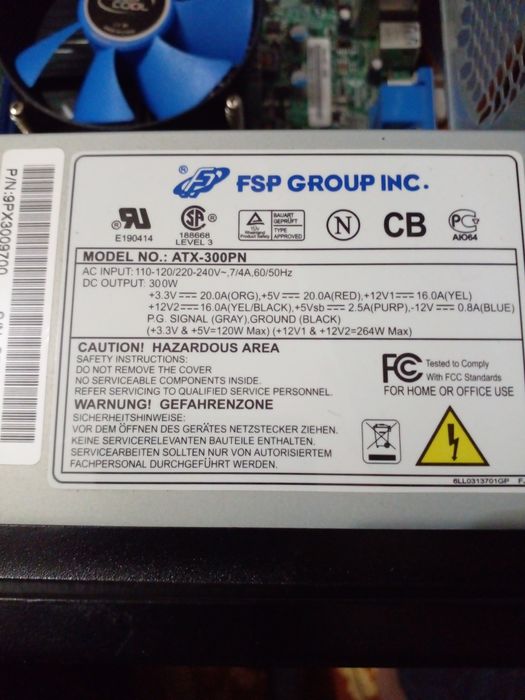 COOL
P/N:9PX3009700
® FSP GROUP INC.
E190414
188668
LEVEL 3
BAUART
GEPRÜFT
TYPE
APPROVED
N
CB
PC
AIO64
MODEL NO.: ATX-300PN
AC INPUT: 110-120/220-240V~,7/4A,60/50Hz
DC OUTPUT: 300W
+3.3V⎓20.0A(ORG),+5V⎓20.0A(RED),+12V1⎓16.0A(YEL)
+12V2⎓16.0A(YEL/BLACK),+5Vsb⎓2.5A(PURP),-12V⎓0.8A(BLUE)
P.G. SIGNAL (GRAY),GROUND (BLACK)
(+3.3V & +5V=120W Max) (+12V1 & +12V2=264W Max)
CAUTION! HAZARDOUS AREA
SAFETY INSTRUCTIONS:
DO NOT REMOVE THE COVER
NO SERVICEABLE COMPONENTS INSIDE.
REFER SERVICING TO QUALIFIED SERVICE PERSONNEL.
FC Tested to Comply
With FCC Standards
FOR HOME OR OFFICE USE
WARNUNG! GEFAHRENZONE
SICHERHEITSHINWEISE:
VOR DEM ÖFFNEN DES GERÄTES NETZSTECKER ZIEHEN.
KEINE SERVICERELEVANTEN BAUTEILE ENTHALTEN.
SERVICEARBEITEN SOLLTEN NUR VON AUTORISIERTEM
FACHPERSONAL DURCHGEFÜHRT WERDEN.
6LL0313701GP